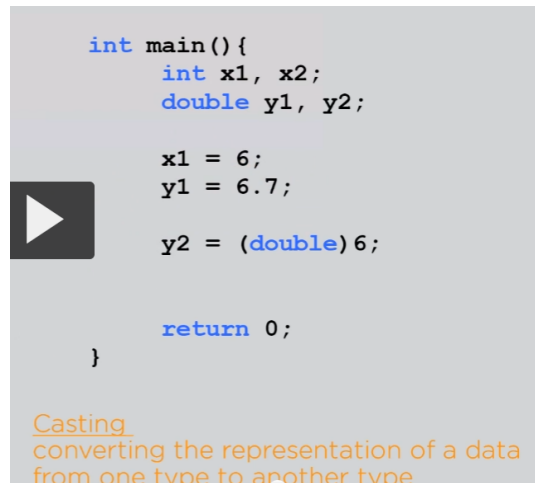 int main(){
int x1, x2;
double y1, y2;
x1 = 6;
y1 = 6.7;
y2 = (double)6;
return 0;
}
Casting
converting the representation of a data
from one type to another type